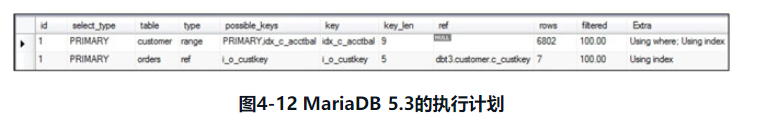 id select_type table type possible_keys key key_len ref rows filtered Extra
1 PRIMARY customer range PRIMARY,idx_c_acctbal idx_c_acctbal 9 NULL 6802 100.00 Using where; Using index
1 PRIMARY orders ref i_o_custkey i_o_custkey 5 dbt3.customer.c_custkey 7 100.00 Using index
图4-12 MariaDB 5.3的执行计划